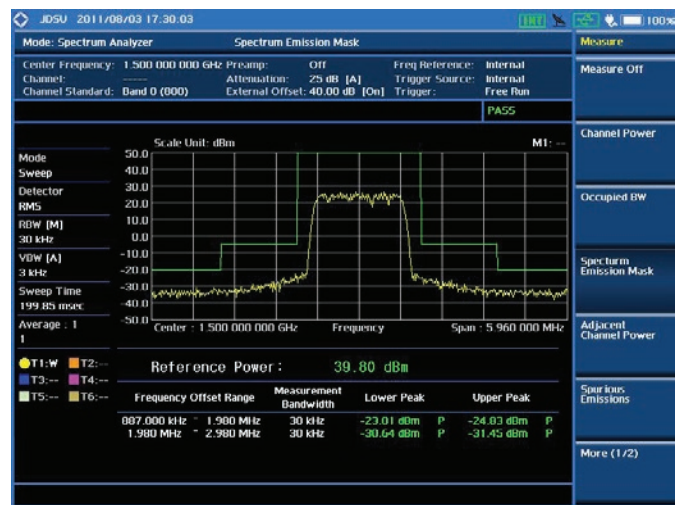 JDSU 2011/08/03 17:30:03
INT
100%
Mode: Spectrum Analyzer Spectrum Emission Mask
Measure
Center Frequency: 1.500 000 000 GHz Preamp: Off Freq Reference: Internal
Channel: ----- Attenuation: 25 dB [A] Trigger Source: Internal
Channel Standard: Band 0 (800) External Offset: 40.00 dB [On] Trigger: Free Run
PASS
Measure Off
Channel Power
Occupied BW
Specturm
Emission Mask
Adjacent
Channel Power
Spurious
Emissions
More (1/2)
Mode
Sweep
Detector
RMS
RBW [M]
30 kHz
VBW [A]
3 kHz
Sweep Time
199.85 msec
Average : 1
1
T1:W T2:--
T3:-- T4:--
T5:-- T6:--
Scale Unit: dBm M1: --
50.0
40.0
30.0
20.0
10.0
0.0
-10.0
-20.0
-30.0
-40.0
-50.0
Center : 1.500 000 000 GHz Frequency Span : 5.960 000 MHz
Reference Power: 39.80 dBm
Frequency Offset Range Measurement Bandwidth Lower Peak Upper Peak
887.000 kHz ~ 1.980 MHz 30 kHz -23.01 dBm P -24.83 dBm P
1.980 MHz ~ 2.980 MHz 30 kHz -30.64 dBm P -31.45 dBm P